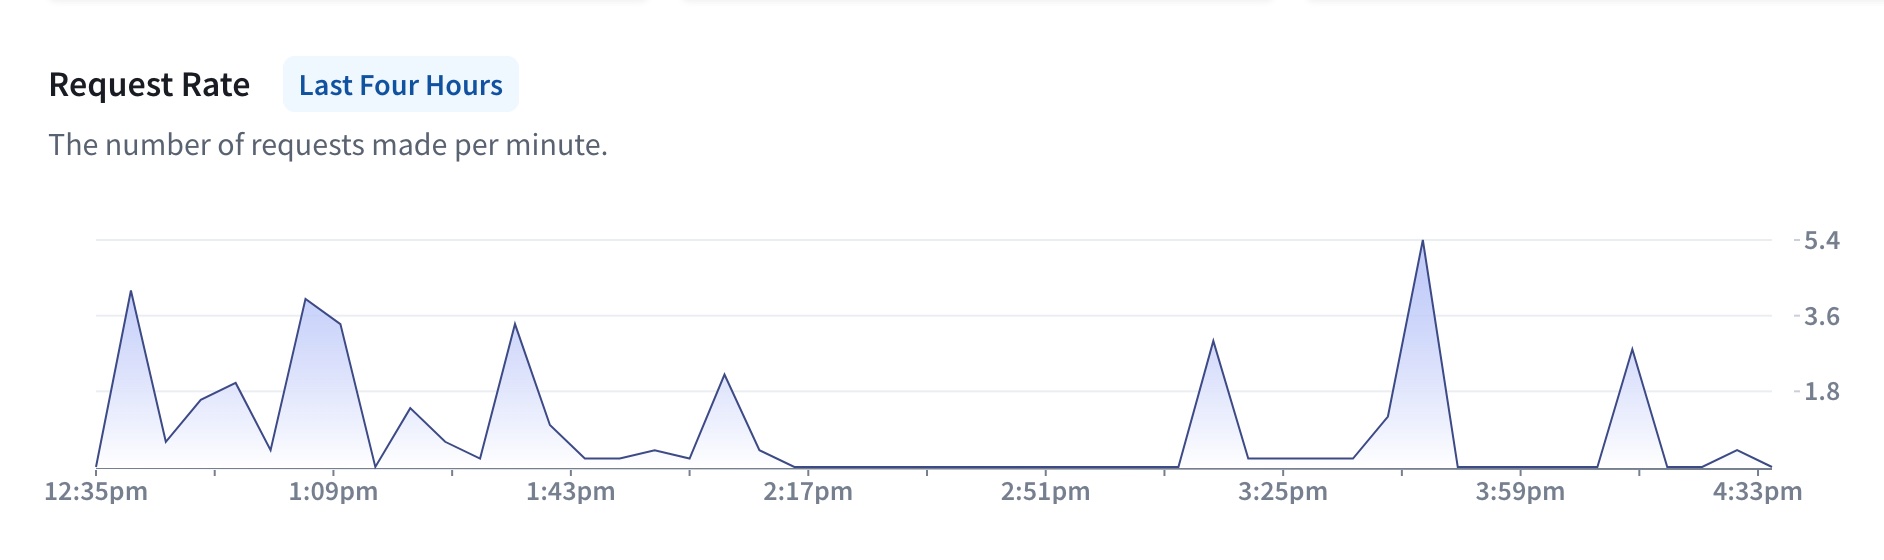 Request Rate Last Four Hours
The number of requests made per minute.
5.4
3.6
1.8
12:35pm 1:09pm 1:43pm 2:17pm 2:51pm 3:25pm 3:59pm 4:33pm